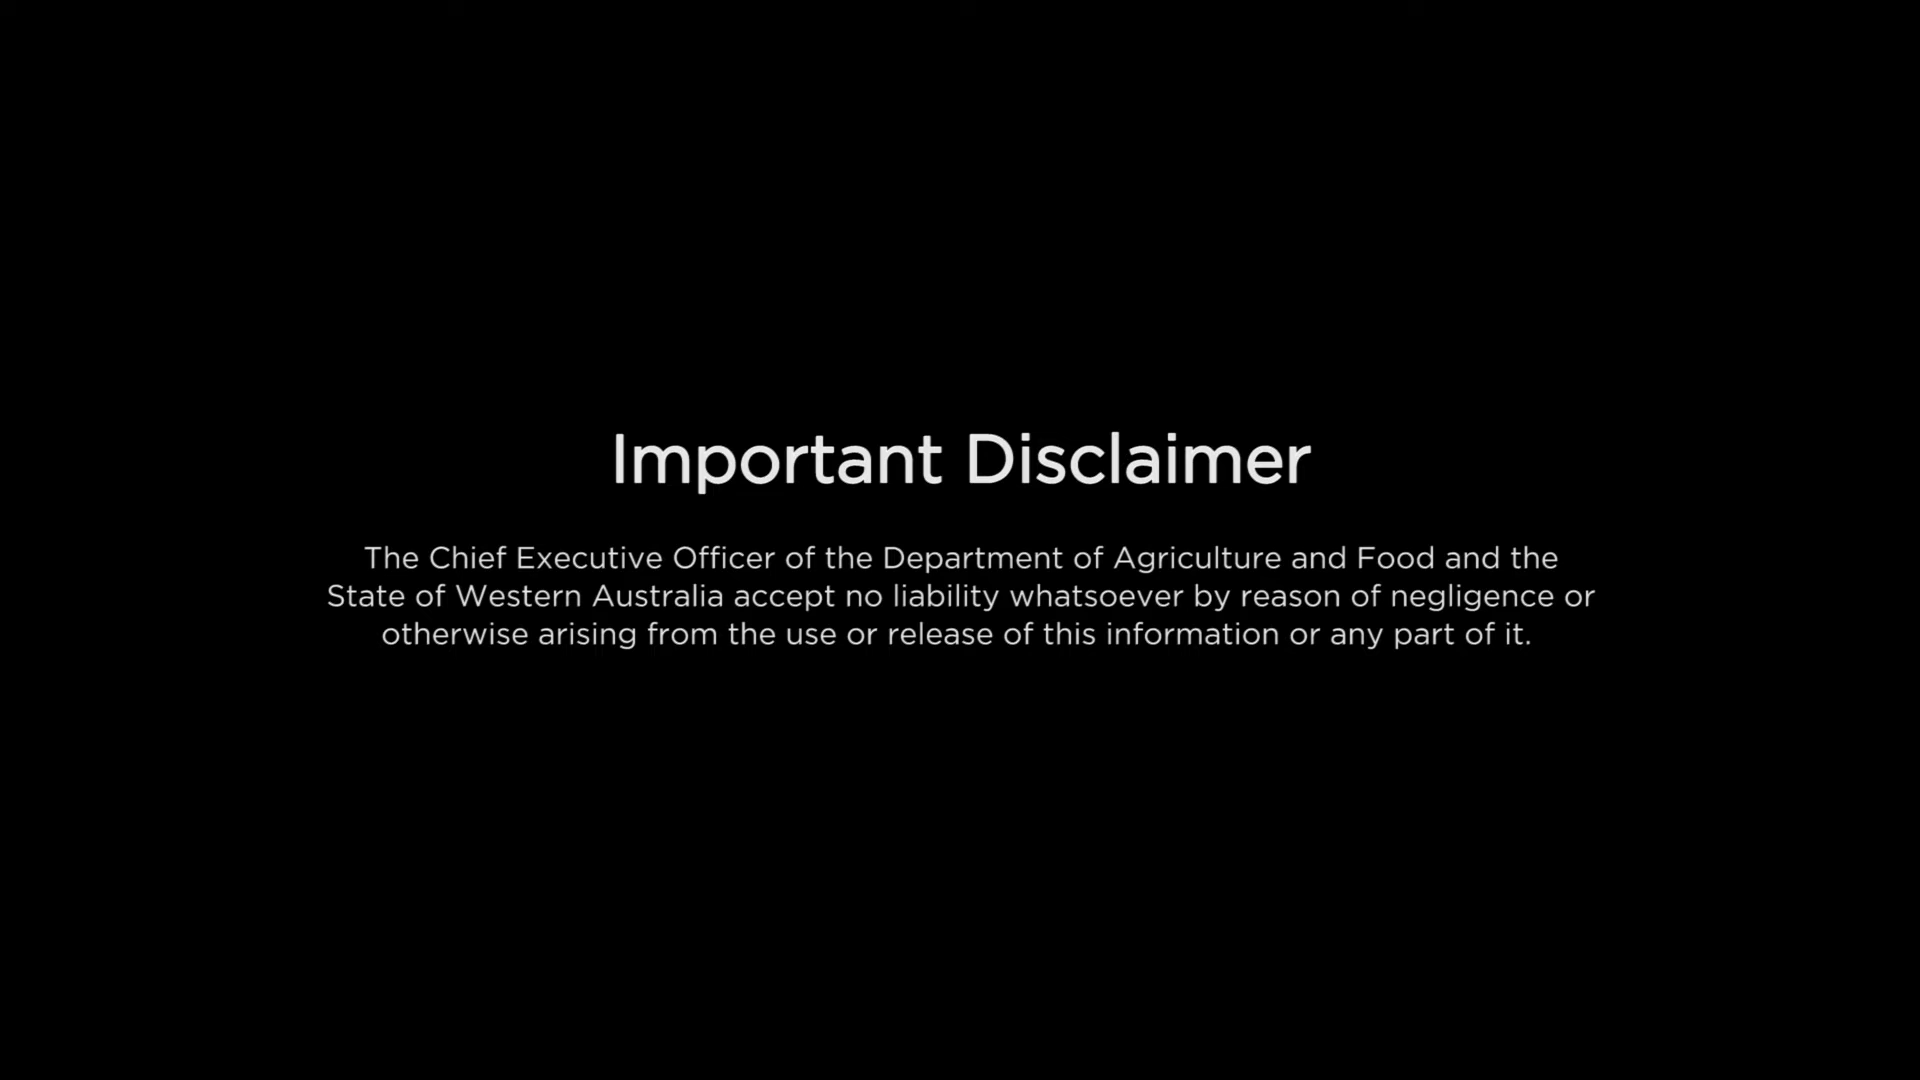 Important Disclaimer
The Chief Executive Officer of the Department of Agriculture and Food and the
State of Western Australia accept no liability whatsoever by reason of negligence or
otherwise arising from the use or release of this information or any part of it.